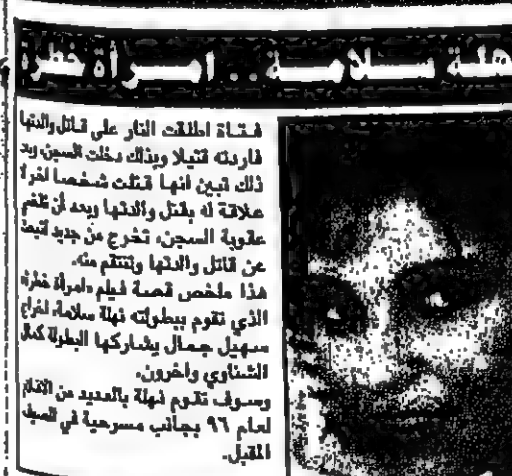 نهلة سلامة .. امرأة خطرة
فتاة اطلقت النار على قاتل والدتها
فاردته قتيلا وبذلك دخلت السجن، وبعد
ذلك تبين انها قتلت شخصا اخر لا
علاقة له بقتل والدتها وبعد أن تقضي
عقوبة السجن، تخرج من جديد لتبحث
عن قاتل والدتها وتنتقم منه.
هذا ملخص قصة فيلم «امرأة خطرة»
الذي تقوم ببطولته نهلة سلامة، اخراج
سهيل جمال يشاركها البطولة كمال
الشناوي واخرون.
وسوف تقوم نهلة بالعديد من الافلام
لعام ٩٦ بجانب مسرحية في الصيف
المقبل.